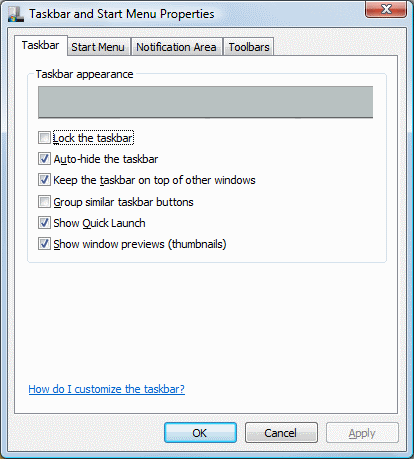 Taskbar and Start Menu Properties
Taskbar Start Menu Notification Area Toolbars
Taskbar appearance
Lock the taskbar
Auto-hide the taskbar
Keep the taskbar on top of other windows
Group similar taskbar buttons
Show Quick Launch
Show window previews (thumbnails)
How do I customize the taskbar?
OK Cancel Apply